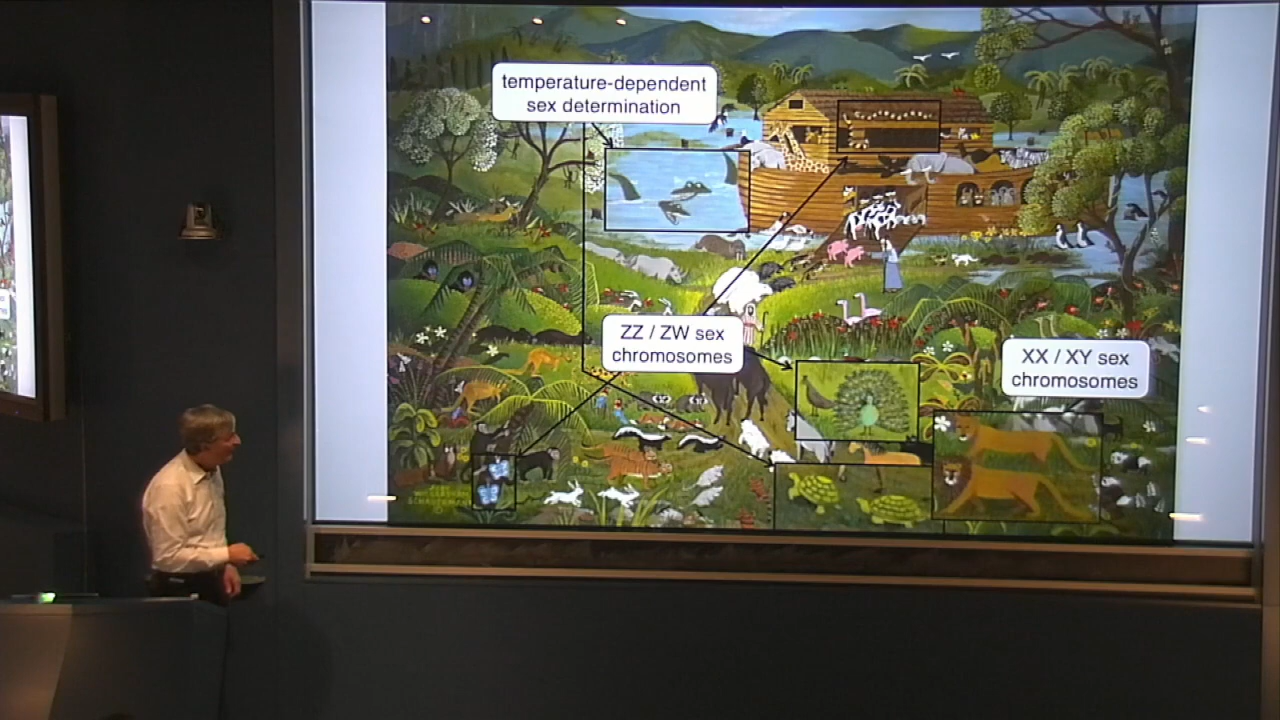 temperature-dependent
sex determination
ZZ / ZW sex
chromosomes
XX / XY sex
chromosomes